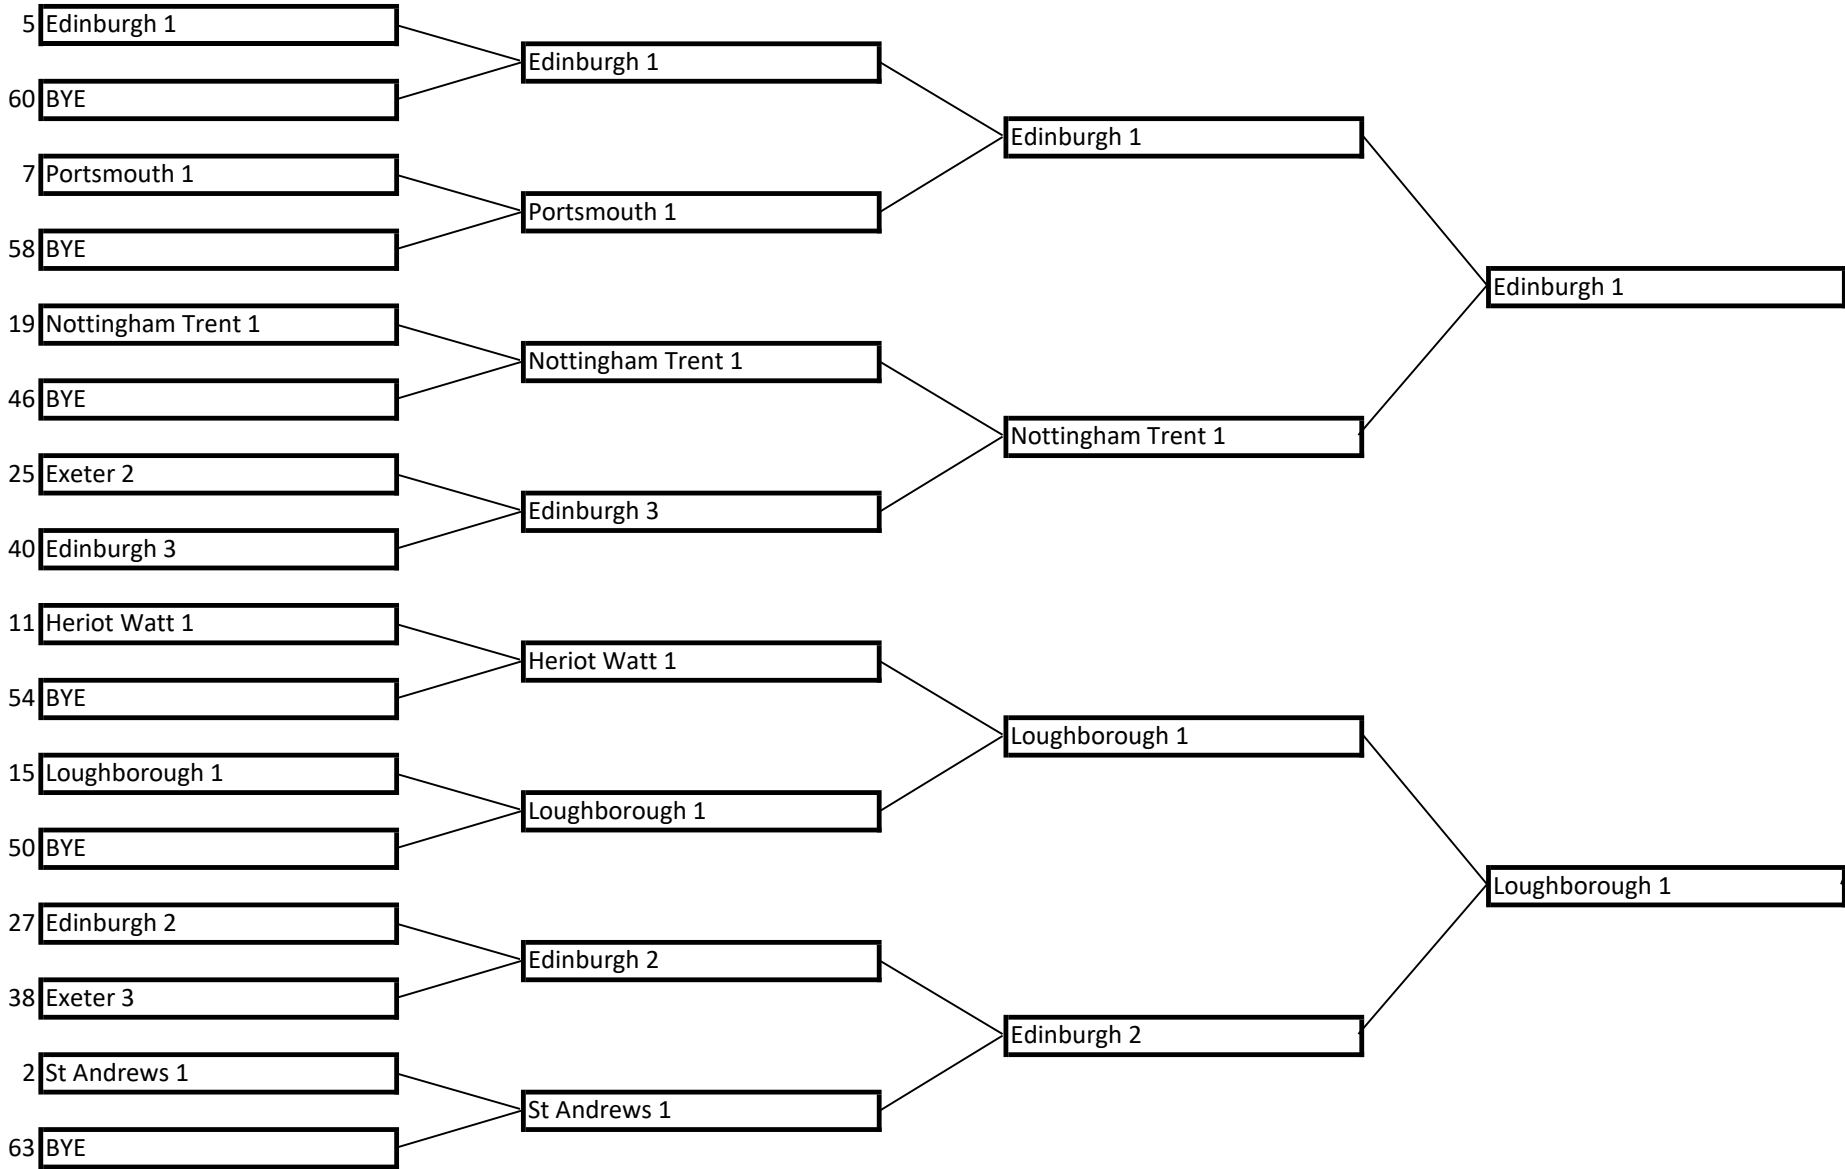 5 Edinburgh 1
60 BYE
7 Portsmouth 1
58 BYE
19 Nottingham Trent 1
46 BYE
25 Exeter 2
40 Edinburgh 3
11 Heriot Watt 1
54 BYE
15 Loughborough 1
50 BYE
27 Edinburgh 2
38 Exeter 3
2 St Andrews 1
63 BYE
Edinburgh 1
Portsmouth 1
Nottingham Trent 1
Edinburgh 3
Heriot Watt 1
Loughborough 1
Edinburgh 2
St Andrews 1
Edinburgh 1
Nottingham Trent 1
Loughborough 1
Edinburgh 2
Edinburgh 1
Loughborough 1